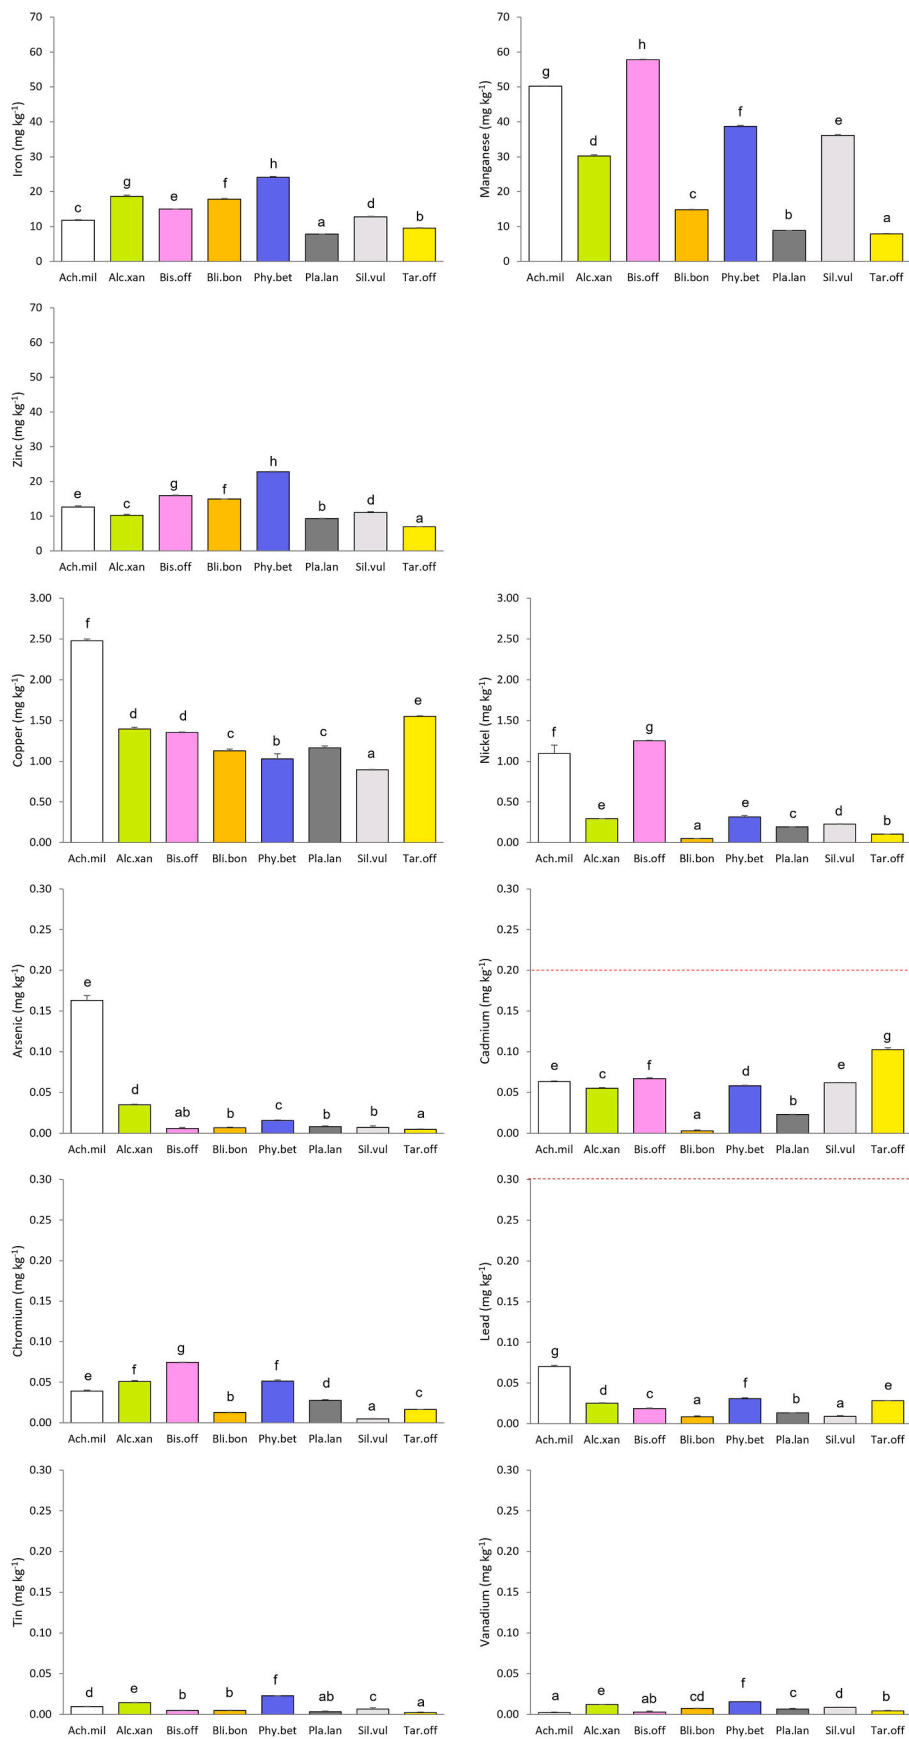 Iron (mg kg-1)
70
60
50
40
30
20
10
0
c g e f h a d b
Ach.mil Alc.xan Bis.off Bli.bon Phy.bet Pla.lan Sil.vul Tar.off
Manganese (mg kg-1)
70
60
50
40
30
20
10
0
g d h c f b e a
Ach.mil Alc.xan Bis.off Bli.bon Phy.bet Pla.lan Sil.vul Tar.off
Zinc (mg kg-1)
70
60
50
40
30
20
10
0
e c g f h b d a
Ach.mil Alc.xan Bis.off Bli.bon Phy.bet Pla.lan Sil.vul Tar.off
Copper (mg kg-1)
3.00
2.50
2.00
1.50
1.00
0.50
0.00
f d d c b c a e
Ach.mil Alc.xan Bis.off Bli.bon Phy.bet Pla.lan Sil.vul Tar.off
Nickel (mg kg-1)
3.00
2.50
2.00
1.50
1.00
0.50
0.00
f e g a e c d b
Ach.mil Alc.xan Bis.off Bli.bon Phy.bet Pla.lan Sil.vul Tar.off
Arsenic (mg kg-1)
0.30
0.25
0.20
0.15
0.10
0.05
0.00
e d ab b c b b a
Ach.mil Alc.xan Bis.off Bli.bon Phy.bet Pla.lan Sil.vul Tar.off
Cadmium (mg kg-1)
0.30
0.25
0.20
0.15
0.10
0.05
0.00
e c f a d b e g
Ach.mil Alc.xan Bis.off Bli.bon Phy.bet Pla.lan Sil.vul Tar.off
Chromium (mg kg-1)
0.30
0.25
0.20
0.15
0.10
0.05
0.00
e f g b f d a c
Ach.mil Alc.xan Bis.off Bli.bon Phy.bet Pla.lan Sil.vul Tar.off
Lead (mg kg-1)
0.30
0.25
0.20
0.15
0.10
0.05
0.00
g d c a f b a e
Ach.mil Alc.xan Bis.off Bli.bon Phy.bet Pla.lan Sil.vul Tar.off
Tin (mg kg-1)
0.30
0.25
0.20
0.15
0.10
0.05
0.00
d e b b f ab c a
Ach.mil Alc.xan Bis.off Bli.bon Phy.bet Pla.lan Sil.vul Tar.off
Vanadium (mg kg-1)
0.30
0.25
0.20
0.15
0.10
0.05
0.00
a e ab cd f c d b
Ach.mil Alc.xan Bis.off Bli.bon Phy.bet Pla.lan Sil.vul Tar.off